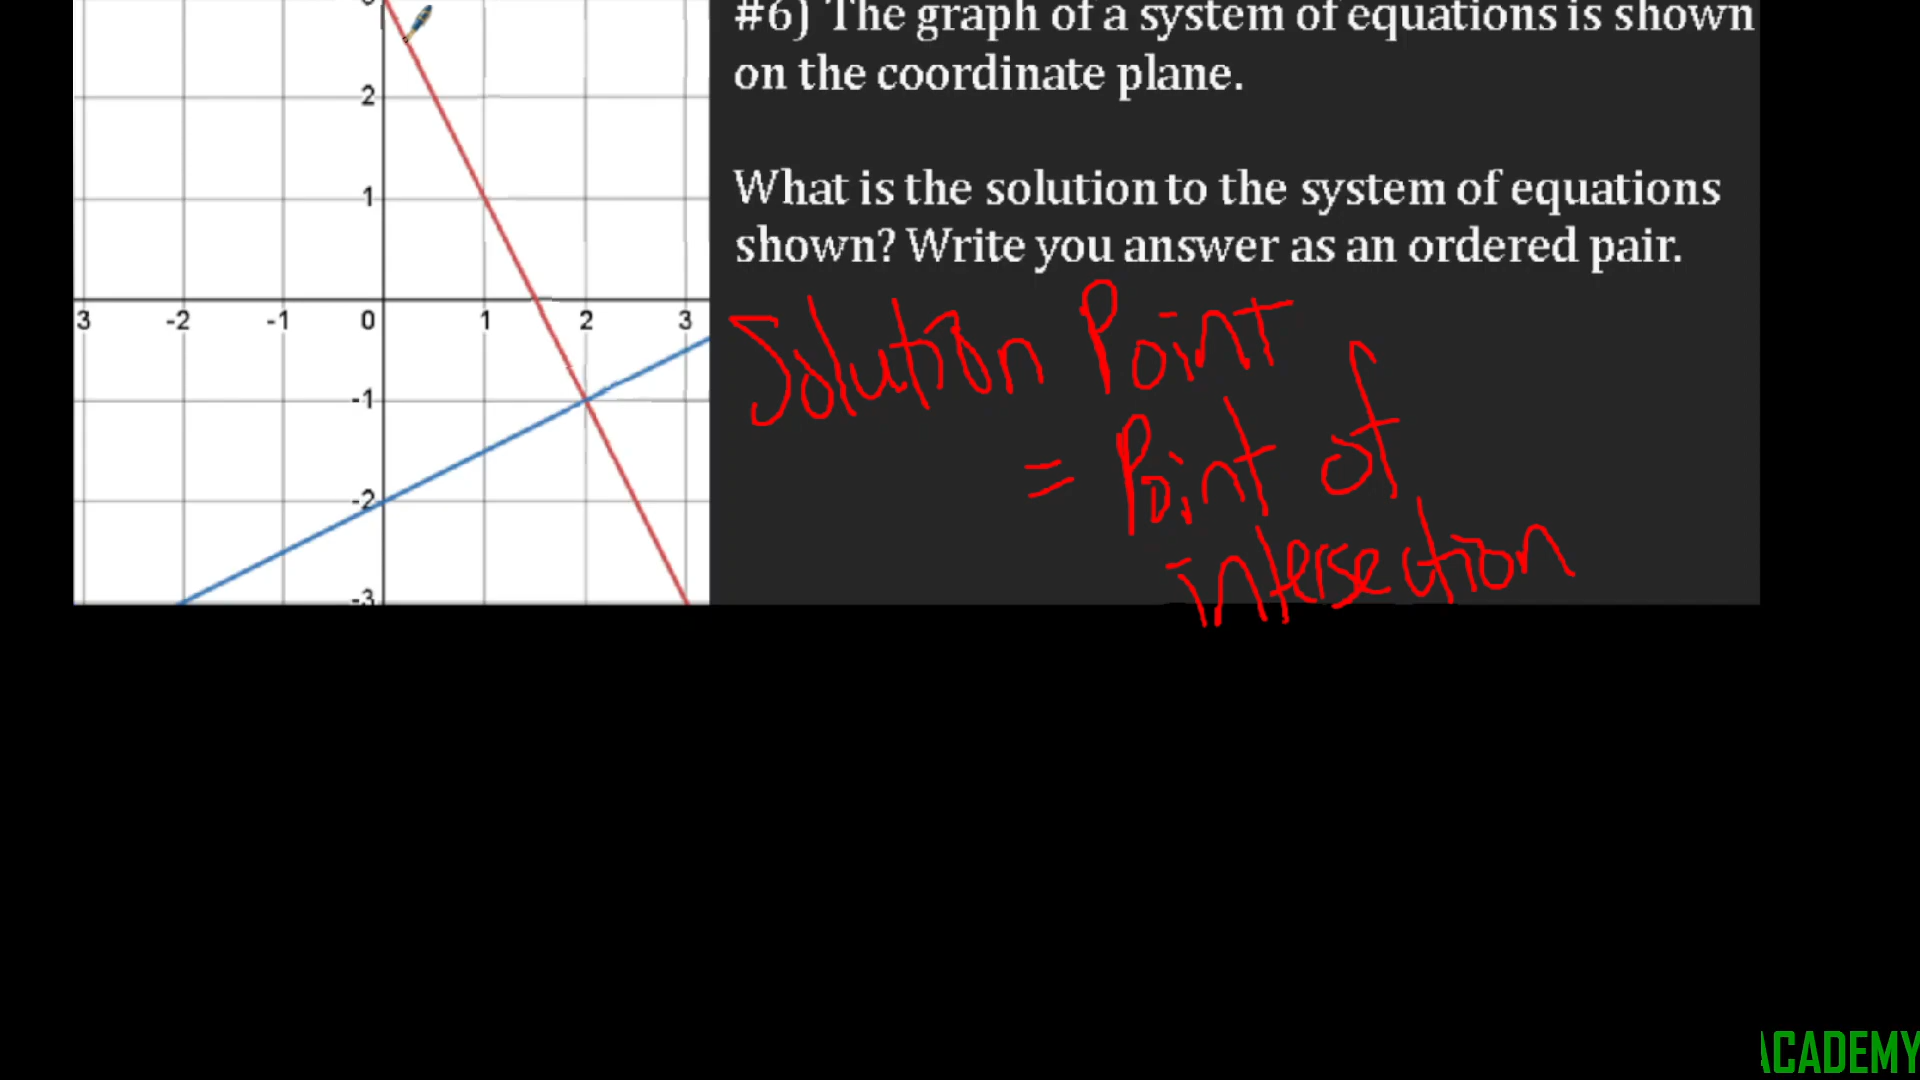 #6) The graph of a system of equations is shown
on the coordinate plane.
What is the solution to the system of equations
shown? Write you answer as an ordered pair.
Solution Point
= Point of
intersection
2
1
3 -2 -1 0 1 2 3
-1
-2
-3
ACADEMY